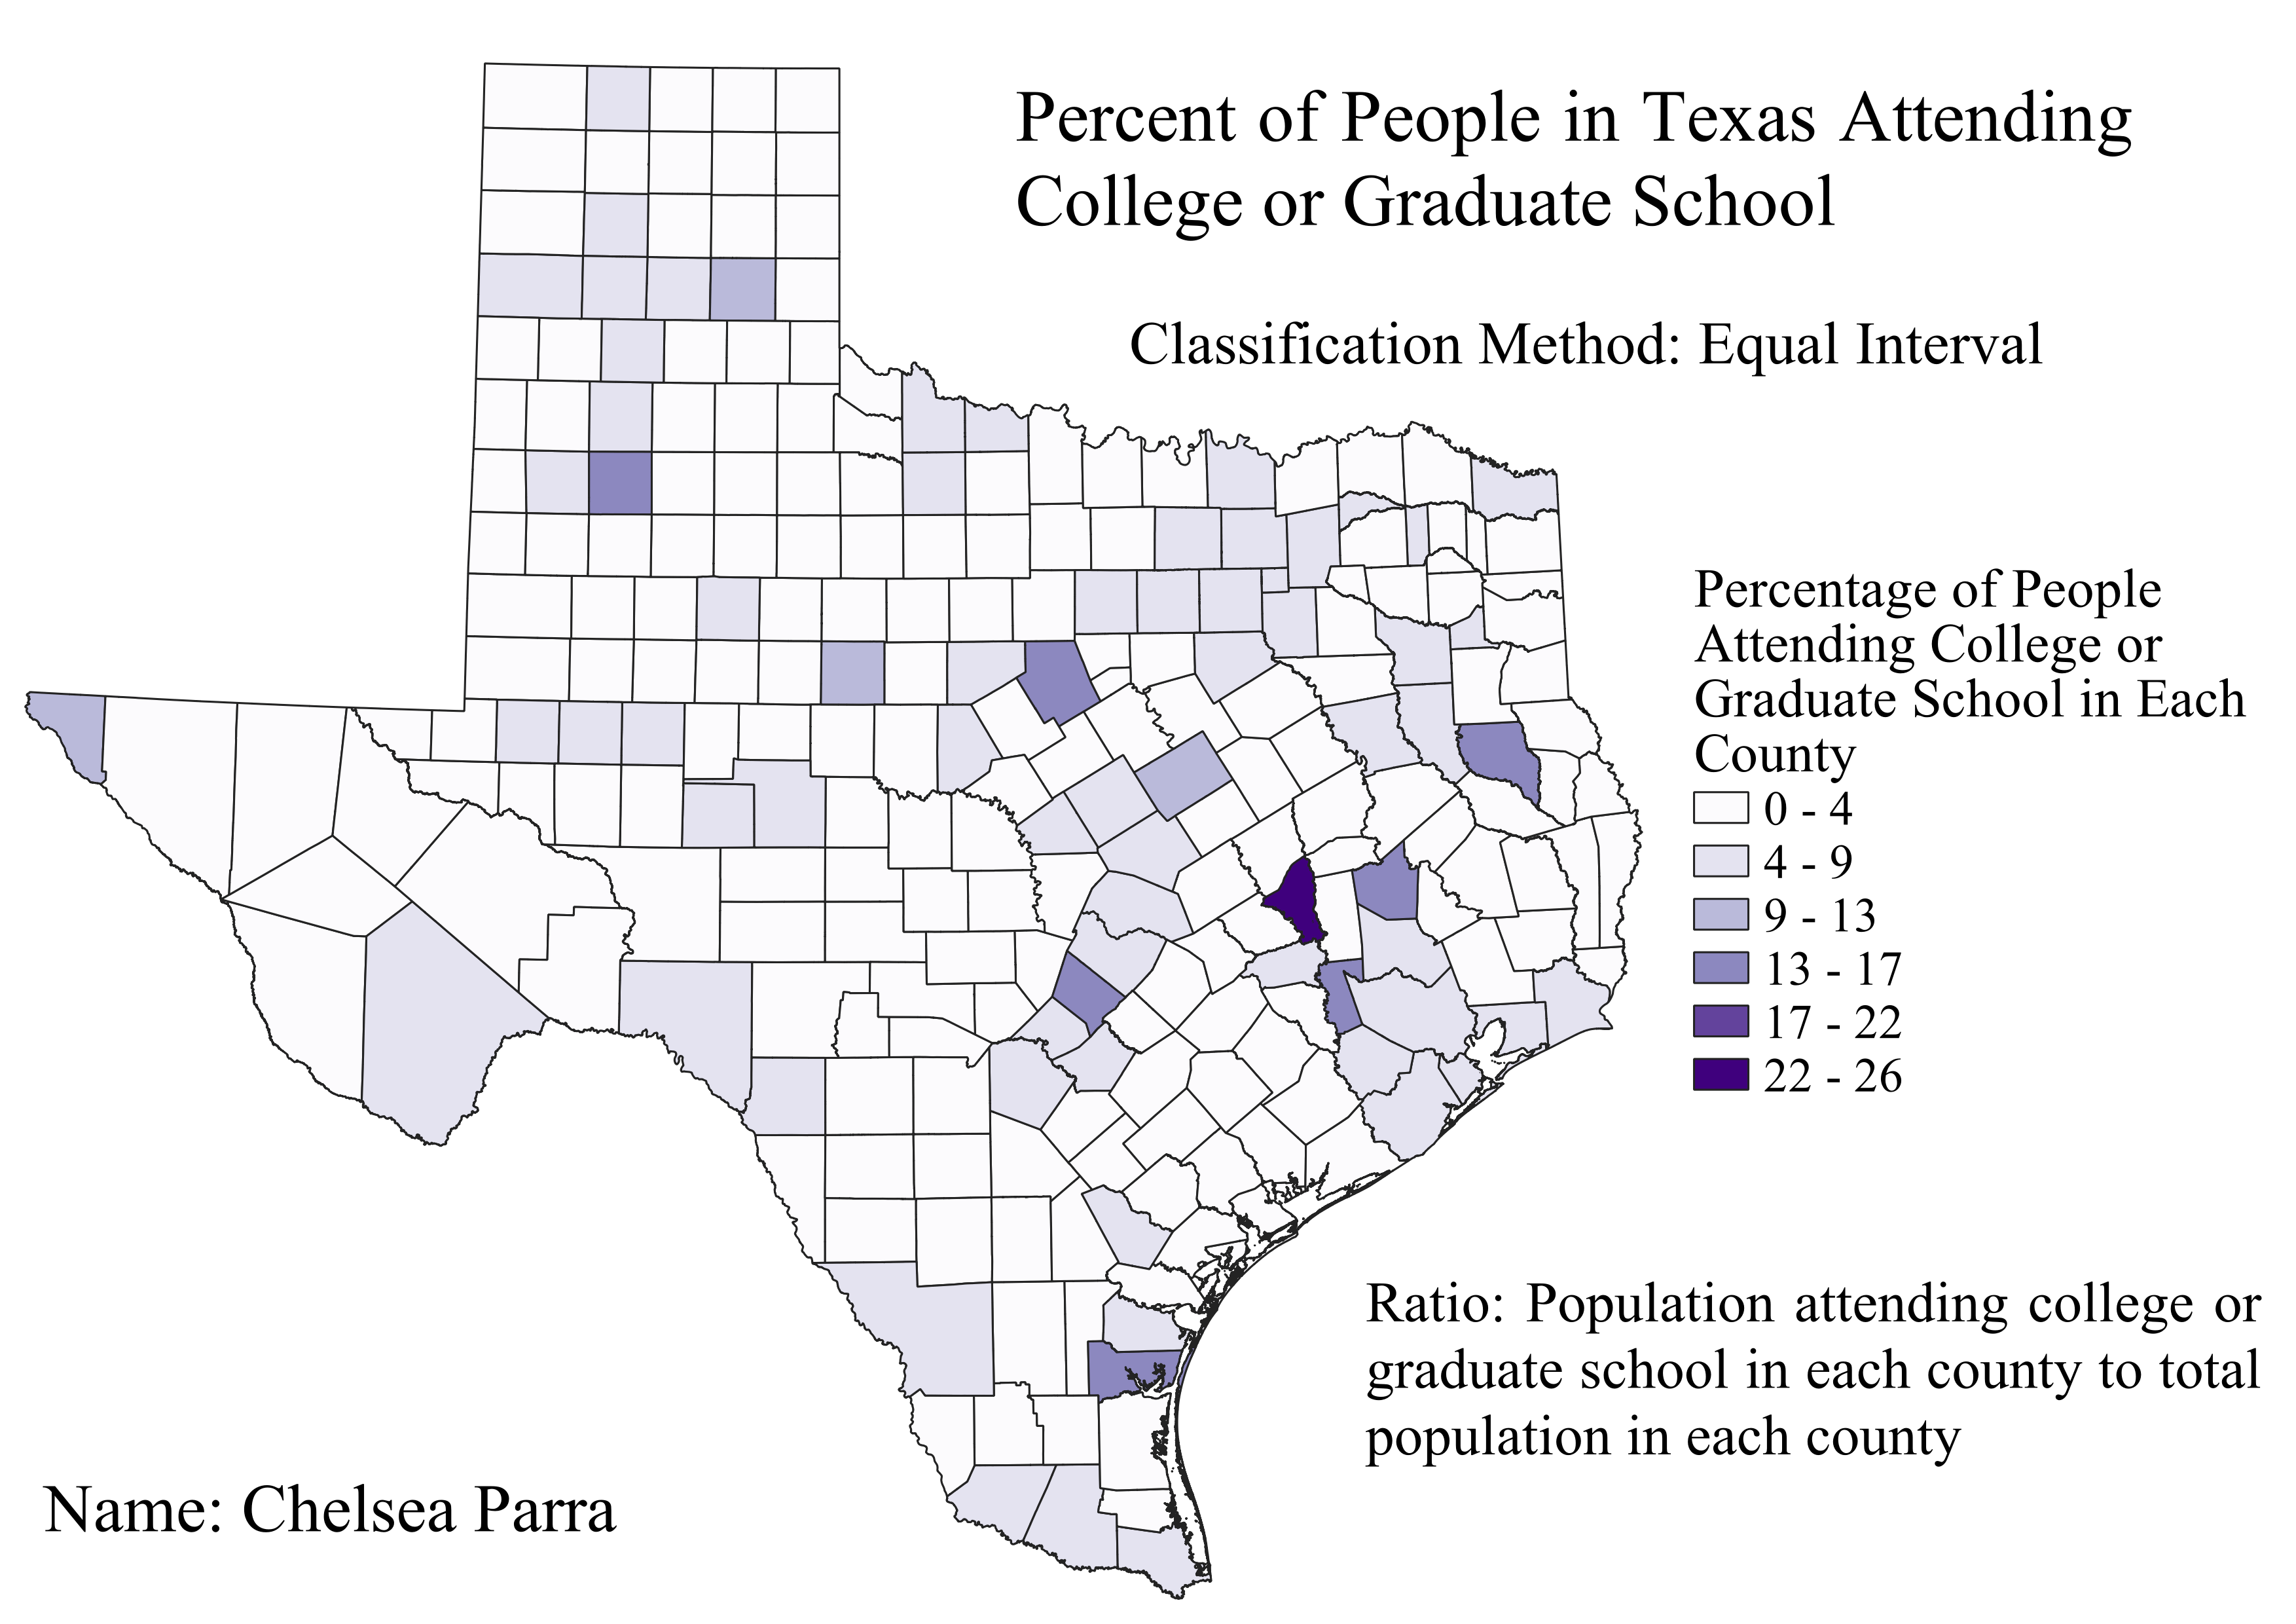 Percent of People in Texas Attending
College or Graduate School
Classification Method: Equal Interval
Percentage of People
Attending College or
Graduate School in Each
County
0 - 4
4 - 9
9 - 13
13 - 17
17 - 22
22 - 26
Ratio: Population attending college or
graduate school in each county to total
population in each county
Name: Chelsea Parra